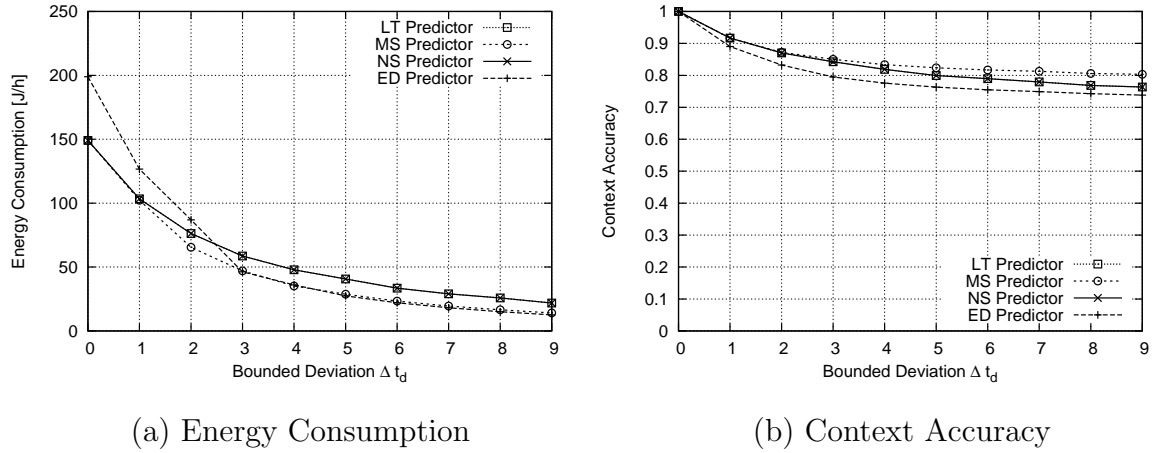 250
200
150
100
50
0
0 1 2 3 4 5 6 7 8 9
Energy Consumption [J/h]
Bounded Deviation Δ t_d
LT Predictor
MS Predictor
NS Predictor
ED Predictor
(a) Energy Consumption
1
0.9
0.8
0.7
0.6
0.5
0.4
0.3
0.2
0.1
0
0 1 2 3 4 5 6 7 8 9
Context Accuracy
Bounded Deviation Δ t_d
LT Predictor
MS Predictor
NS Predictor
ED Predictor
(b) Context Accuracy